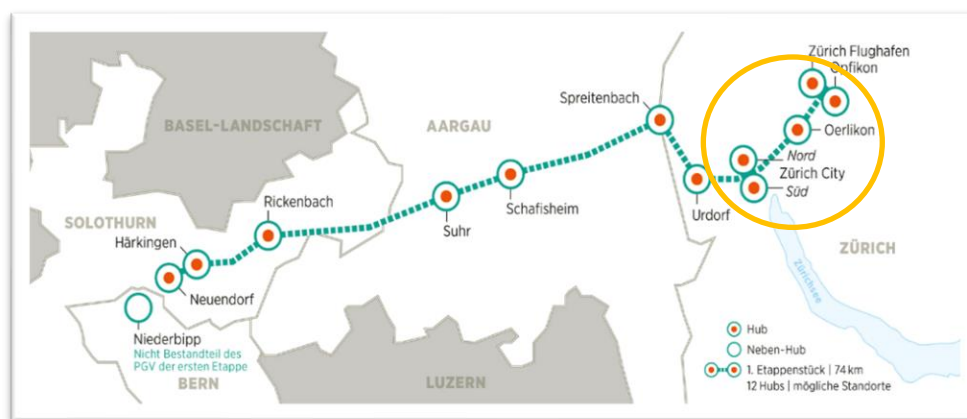 Zürich Flughafen
Opfikon
Spreitenbach
BASEL-LANDSCHAFT
AARGAU
Oerlikon
Nord
Zürich City
Süd
Rickenbach
Schafisheim
Urdorf
SOLOTHURN
Suhr
Härkingen
ZÜRICH
Neuendorf
Zürichsee
Niederbipp
Nicht Bestandteil des
PGV der ersten Etappe
BERN
LUZERN
Hub
Neben-Hub
1. Etappenstück | 74 km
12 Hubs | mögliche Standorte